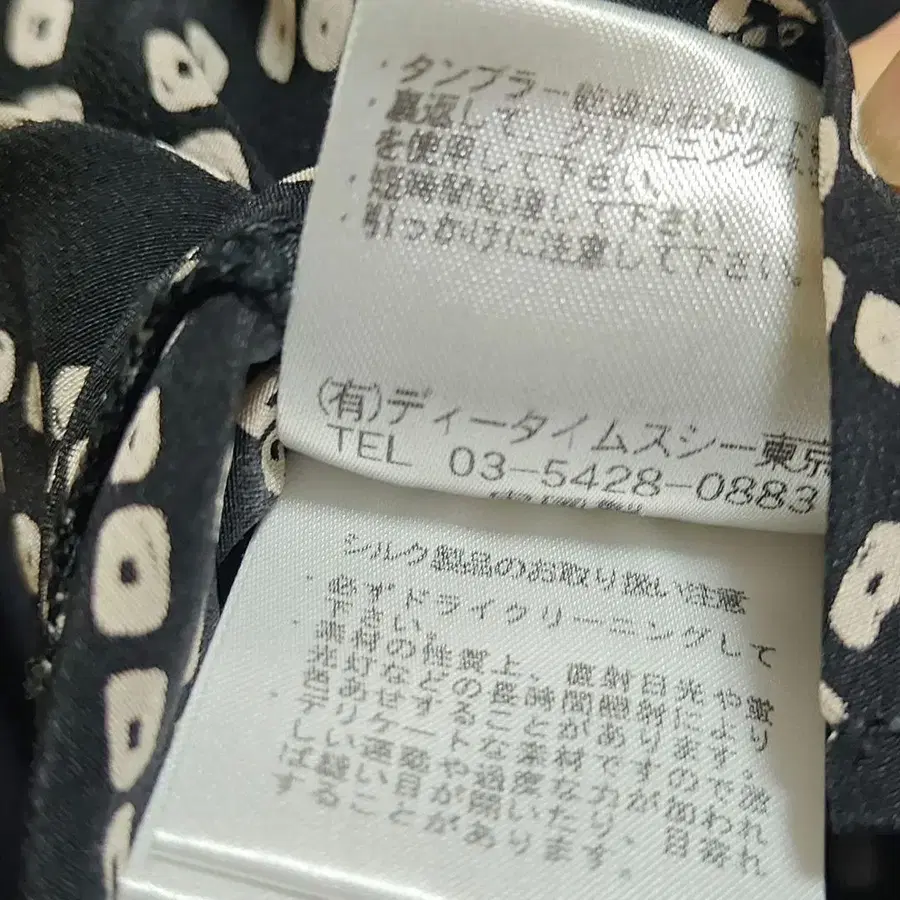 ・タンブラー乾燥はお避け下
・裏返して、クリーニング
を使用して下さい
・短時間処理して下さい
・引っかけに注意して下さい。
(有)ディータイムスシー東京
TEL 03-5428-0883
シルク製品のお取り扱い注意
・必ずドライクリーニングして
下さい。
・素材の性質上、直射日光や蛍
光灯などの長時間照射により
色あせすることがあります。
・デリケートな素材ですので
しい着用や過度な力が加われ
ば縫い目が開いたり、目寄れ
することがあります。